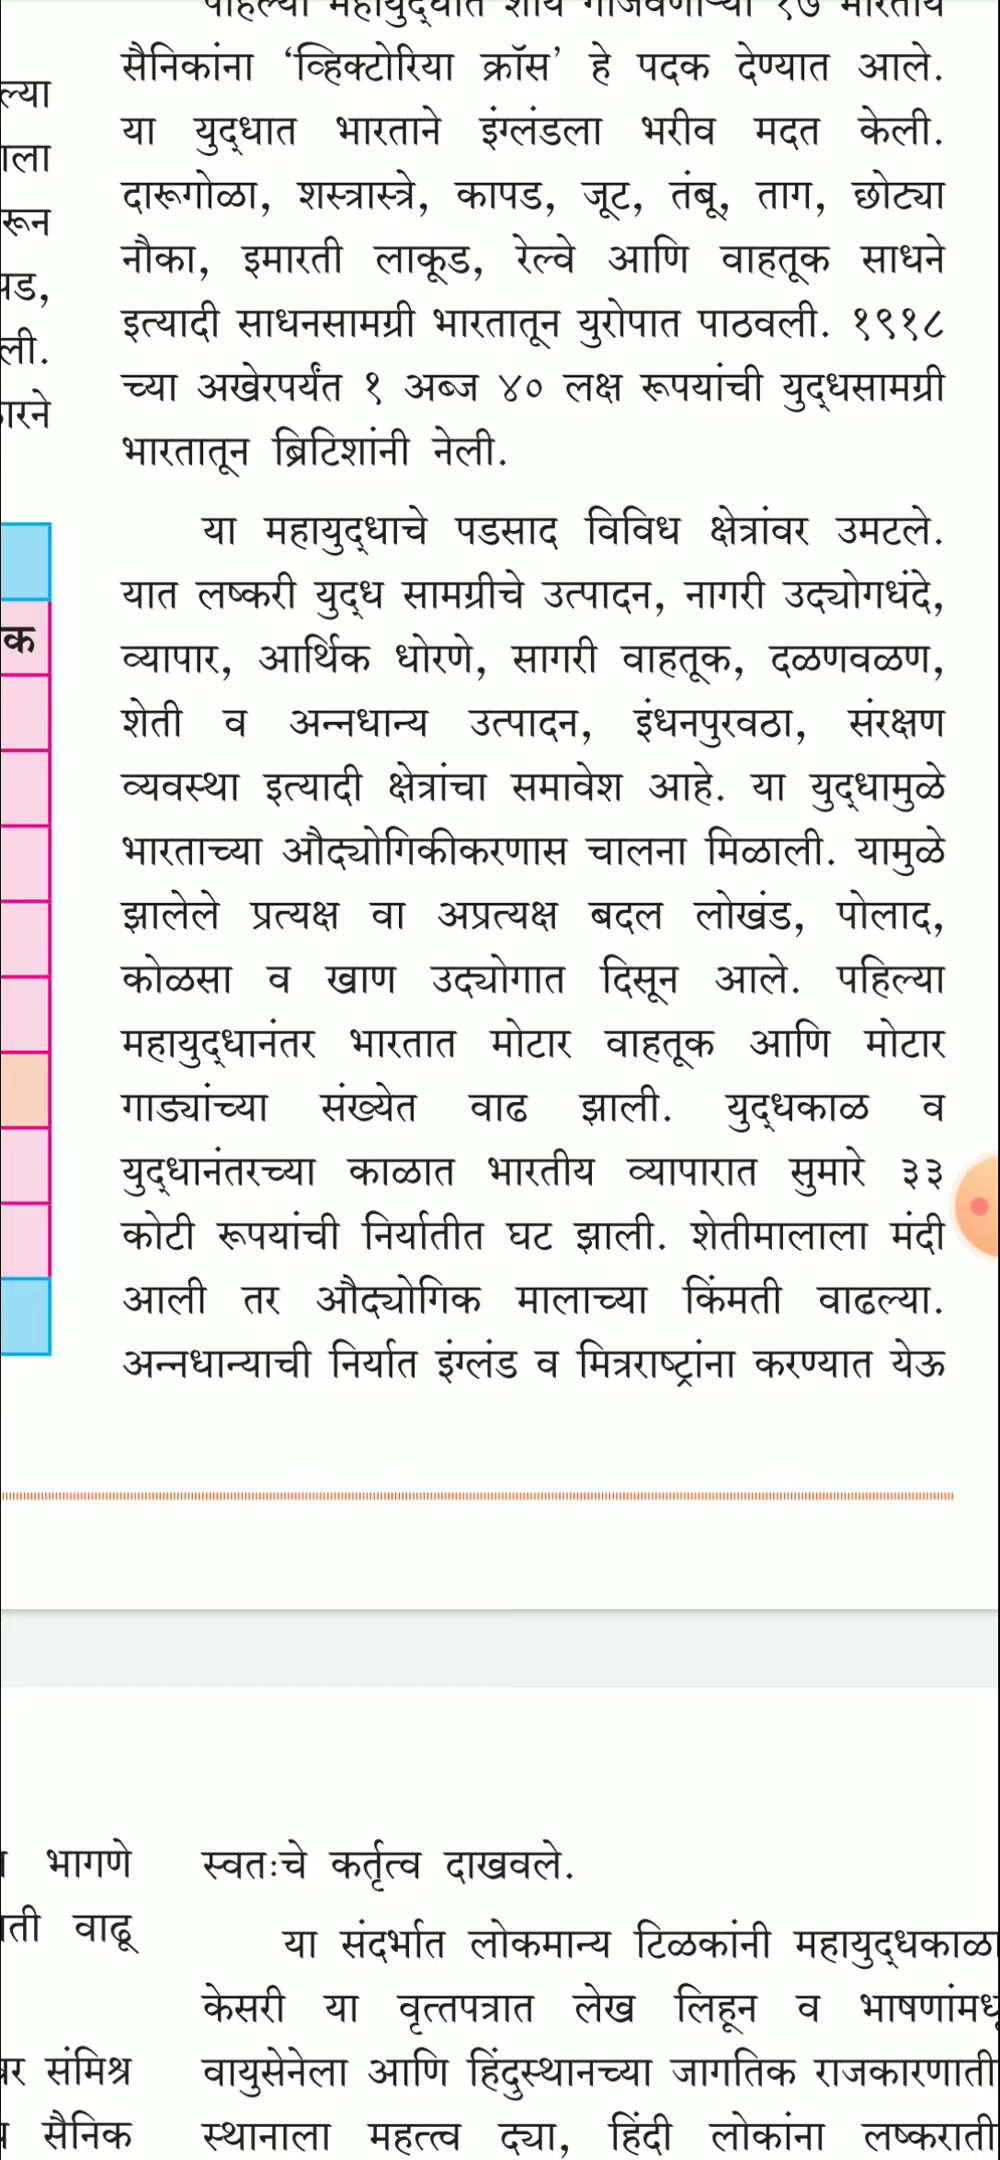 पहिल्या महायुद्धात शौर्य गाजवणाऱ्या १७ भारतीय
सैनिकांना ‘व्हिक्टोरिया क्रॉस’ हे पदक देण्यात आले.
या युद्धात भारताने इंग्लंडला भरीव मदत केली.
दारूगोळा, शस्त्रास्त्रे, कापड, जूट, तंबू, ताग, छोट्या
नौका, इमारती लाकूड, रेल्वे आणि वाहतूक साधने
इत्यादी साधनसामग्री भारतातून युरोपात पाठवली. १९१८
च्या अखेरपर्यंत १ अब्ज ४० लक्ष रूपयांची युद्धसामग्री
भारतातून ब्रिटिशांनी नेली.
या महायुद्धाचे पडसाद विविध क्षेत्रांवर उमटले.
यात लष्करी युद्ध सामग्रीचे उत्पादन, नागरी उद्योगधंदे,
व्यापार, आर्थिक धोरणे, सागरी वाहतूक, दळणवळण,
शेती व अन्नधान्य उत्पादन, इंधनपुरवठा, संरक्षण
व्यवस्था इत्यादी क्षेत्रांचा समावेश आहे. या युद्धामुळे
भारताच्या औद्योगिकीकरणास चालना मिळाली. यामुळे
झालेले प्रत्यक्ष वा अप्रत्यक्ष बदल लोखंड, पोलाद,
कोळसा व खाण उद्योगात दिसून आले. पहिल्या
महायुद्धानंतर भारतात मोटार वाहतूक आणि मोटार
गाड्यांच्या संख्येत वाढ झाली. युद्धकाळ व
युद्धानंतरच्या काळात भारतीय व्यापारात सुमारे ३३
कोटी रूपयांची निर्यातीत घट झाली. शेतीमालाला मंदी
आली तर औद्योगिक मालाच्या किंमती वाढल्या.
अन्नधान्याची निर्यात इंग्लंड व मित्रराष्ट्रांना करण्यात येऊ
भागणे
वाढू
संमिश्र
सैनिक
स्वतःचे कर्तृत्व दाखवले.
या संदर्भात लोकमान्य टिळकांनी महायुद्धकाळा
केसरी या वृत्तपत्रात लेख लिहून व भाषणांमधू
वायुसेनेला आणि हिंदुस्थानच्या जागतिक राजकारणाती
स्थानाला महत्त्व द्या, हिंदी लोकांना लष्कराती